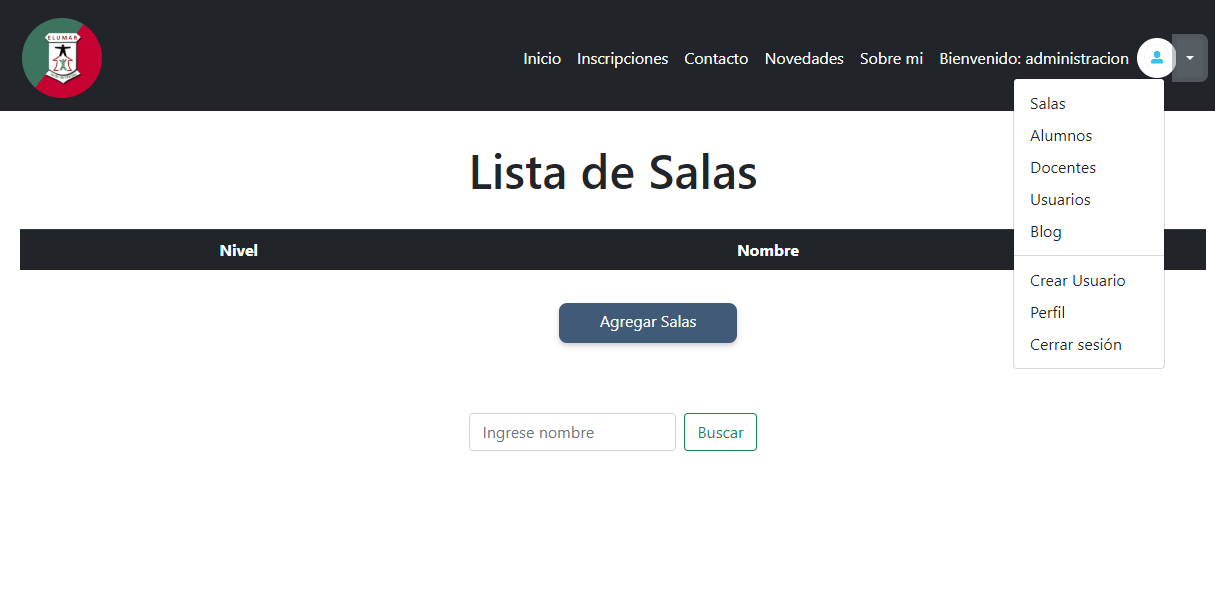 ELUMAR
Inicio Inscripciones Contacto Novedades Sobre mi Bienvenido: administracion
Salas
Alumnos
Docentes
Usuarios
Blog
Crear Usuario
Perfil
Cerrar sesión
Lista de Salas
Nivel Nombre
Agregar Salas
Ingrese nombre Buscar